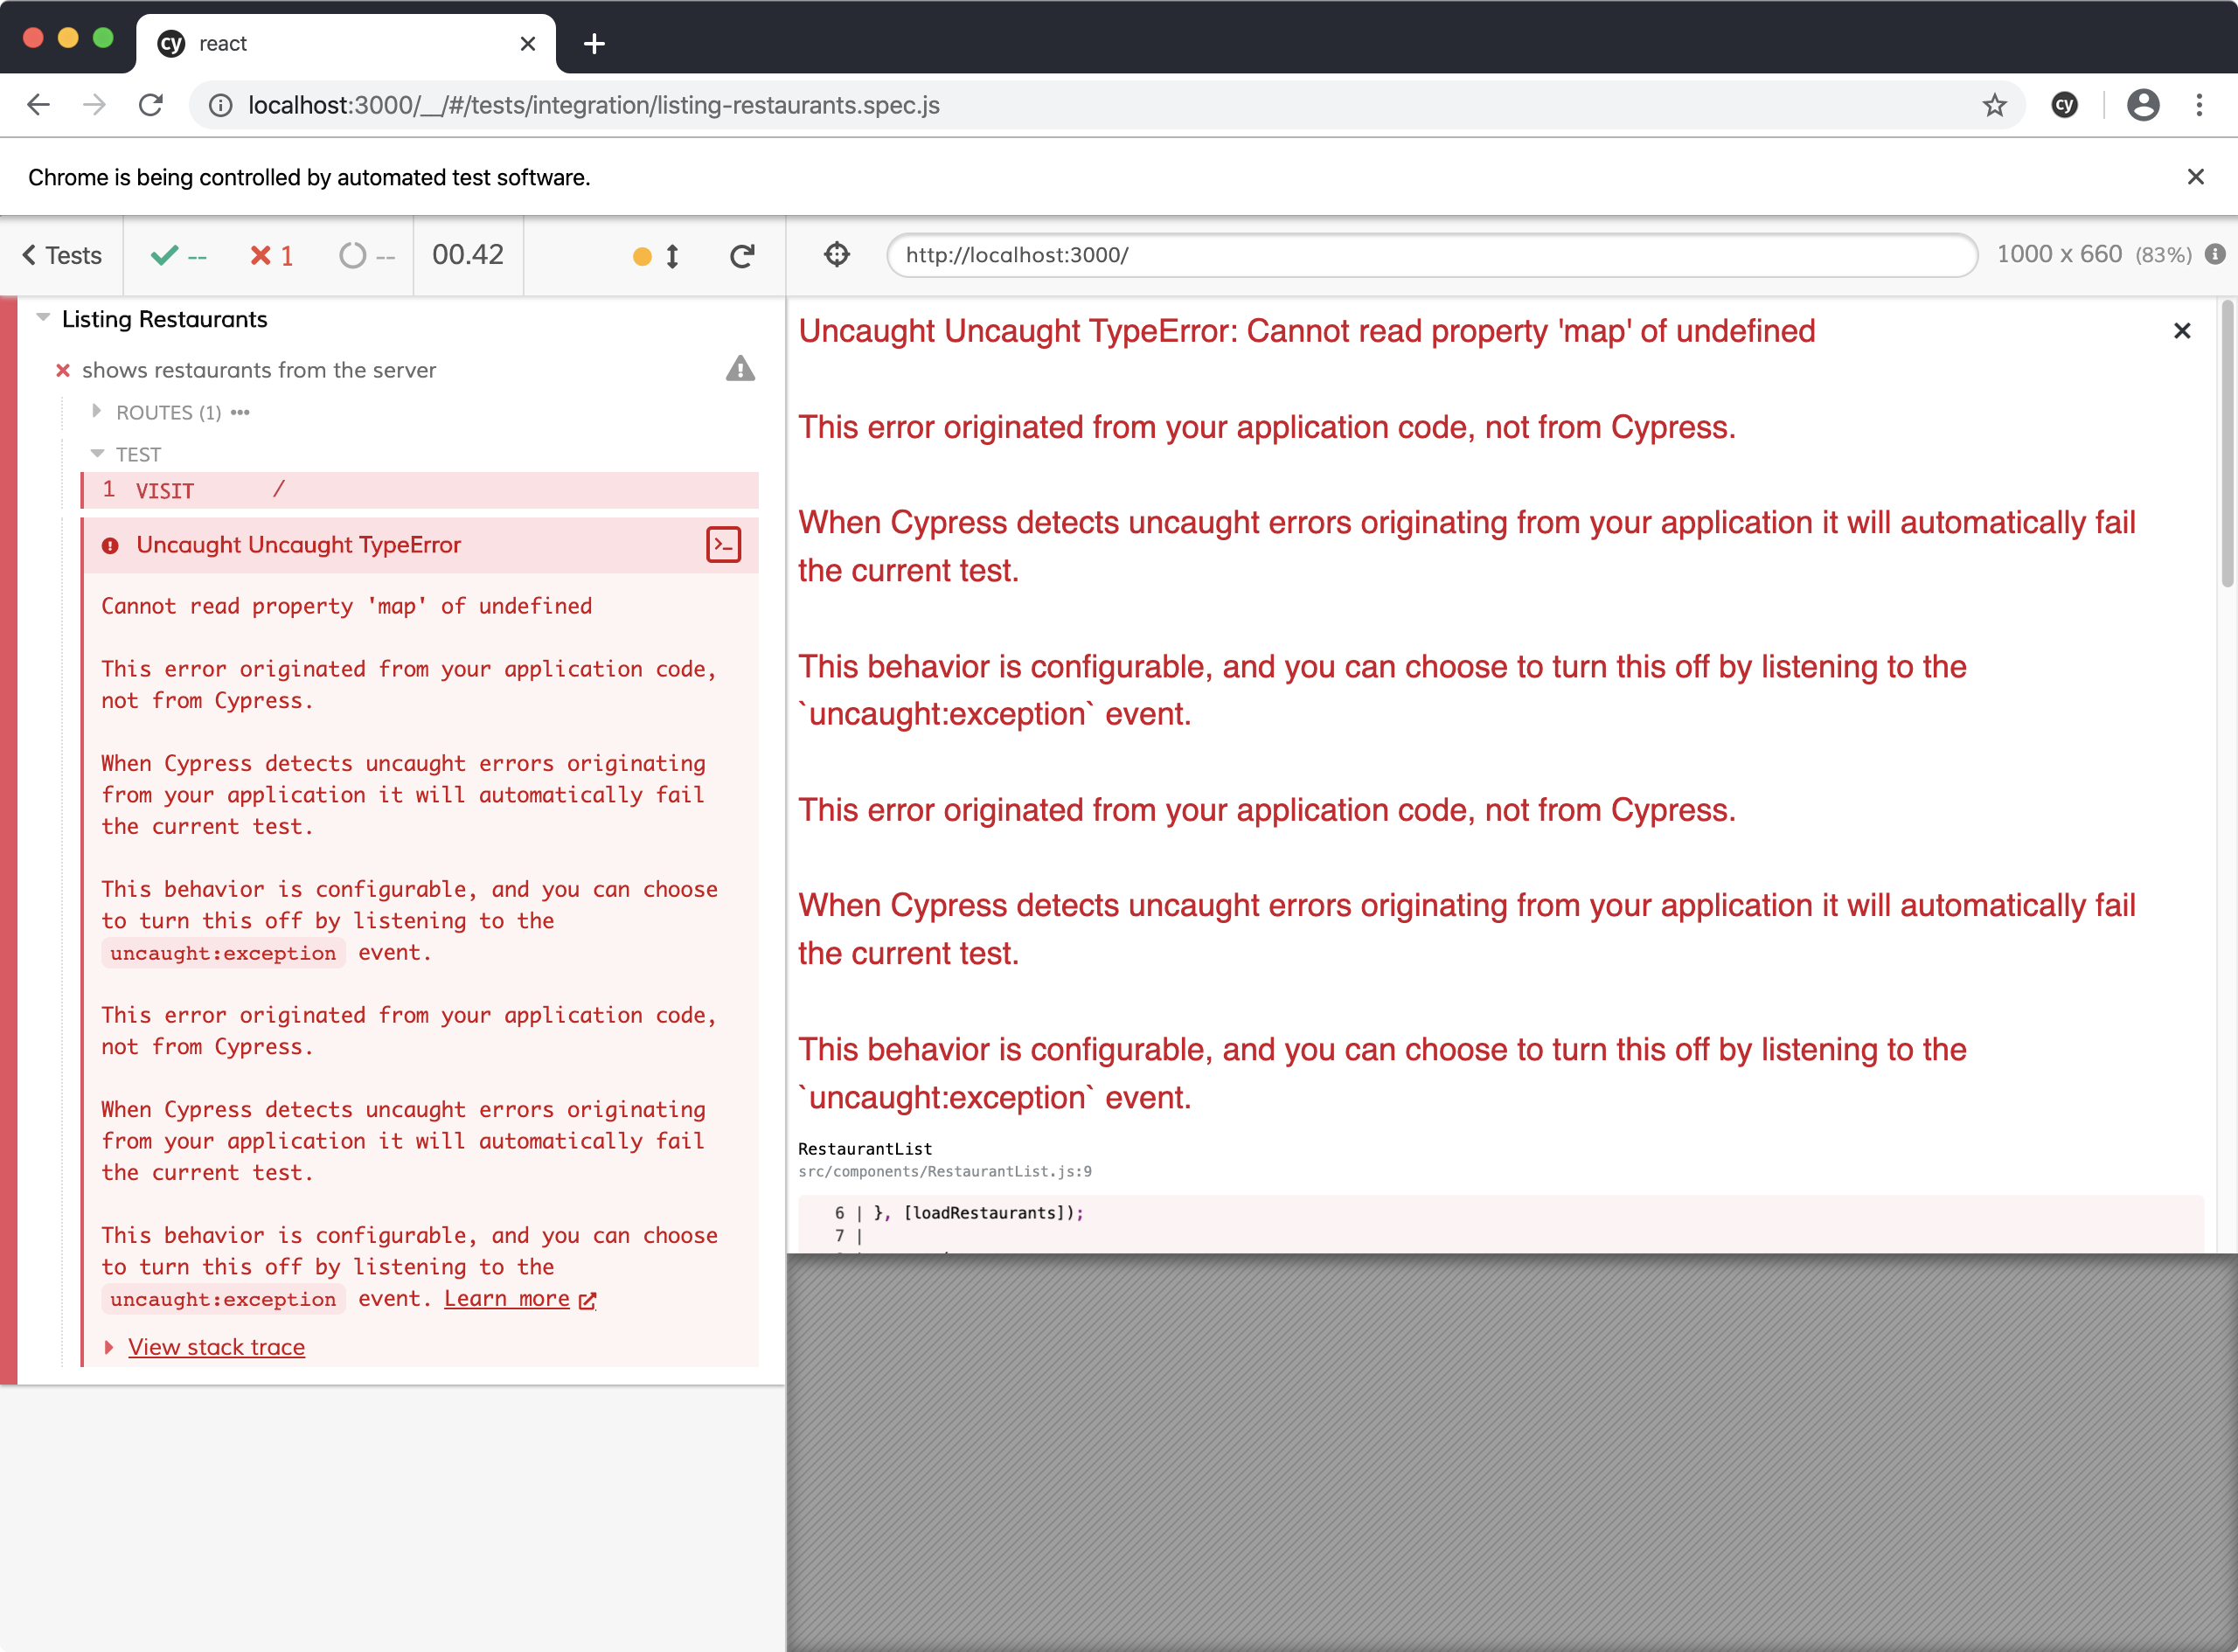 cy react
localhost:3000/__/#/tests/integration/listing-restaurants.spec.js
cy
Chrome is being controlled by automated test software.
Tests -- 1 -- 00.42
http://localhost:3000/ 1000 x 660 (83%)
Listing Restaurants
shows restaurants from the server
ROUTES (1) •••
TEST
1 VISIT /
Uncaught Uncaught TypeError
Cannot read property 'map' of undefined
This error originated from your application code,
not from Cypress.
When Cypress detects uncaught errors originating
from your application it will automatically fail
the current test.
This behavior is configurable, and you can choose
to turn this off by listening to the
uncaught:exception event.
This error originated from your application code,
not from Cypress.
When Cypress detects uncaught errors originating
from your application it will automatically fail
the current test.
This behavior is configurable, and you can choose
to turn this off by listening to the
uncaught:exception event. Learn more
View stack trace
Uncaught Uncaught TypeError: Cannot read property 'map' of undefined
This error originated from your application code, not from Cypress.
When Cypress detects uncaught errors originating from your application it will automatically fail
the current test.
This behavior is configurable, and you can choose to turn this off by listening to the
`uncaught:exception` event.
This error originated from your application code, not from Cypress.
When Cypress detects uncaught errors originating from your application it will automatically fail
the current test.
This behavior is configurable, and you can choose to turn this off by listening to the
`uncaught:exception` event.
RestaurantList
src/components/RestaurantList.js:9
6 | }, [loadRestaurants]);
7 |